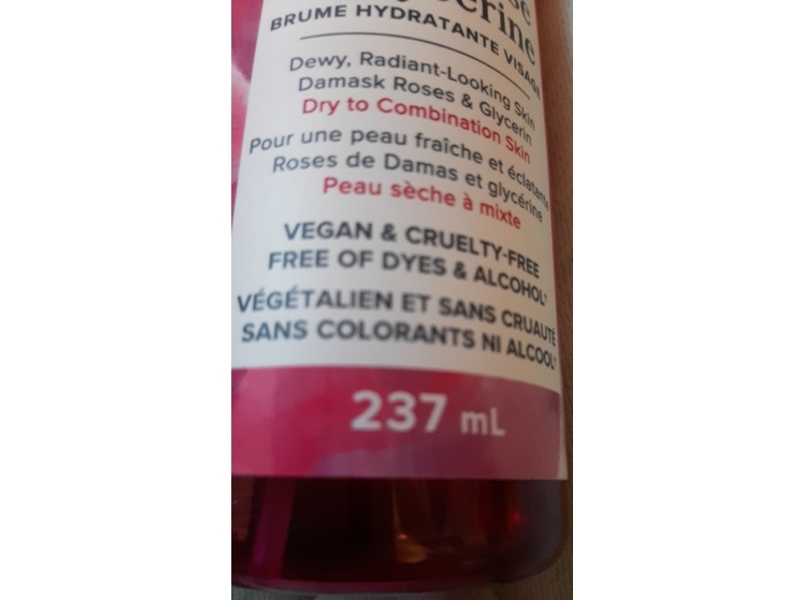 BRUME HYDRATANTE VISAGE
Dewy, Radiant-Looking Skin
Damask Roses & Glycerin
Dry to Combination Skin
Pour une peau fraîche et éclatante
Roses de Damas et glycérine
Peau sèche à mixte
VEGAN & CRUELTY-FREE
FREE OF DYES & ALCOHOL†
VÉGÉTALIEN ET SANS CRUAUTÉ
SANS COLORANTS NI ALCOOL†
237 mL